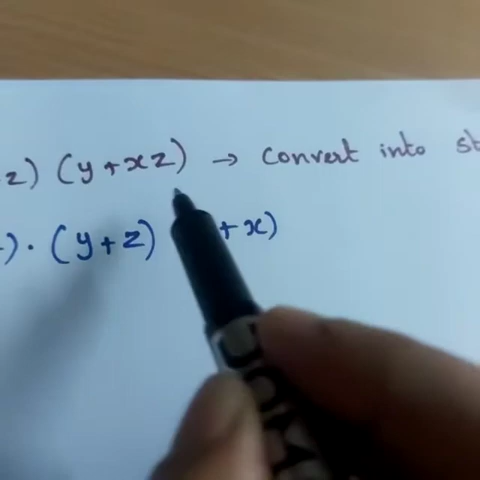 z) (y+xz) → Convert into st
)· (y+z) +x)